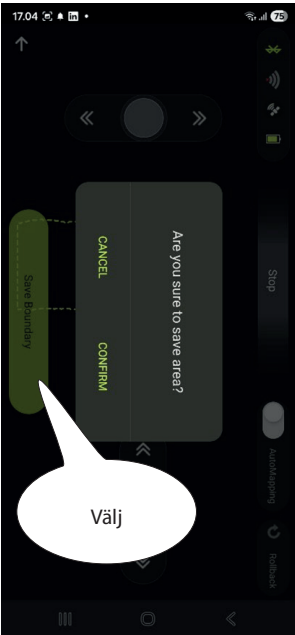 17.04
75
Stop
AutoMapping
Rollback
Are you sure to save area?
CANCEL
CONFIRM
Save Boundary
Välj